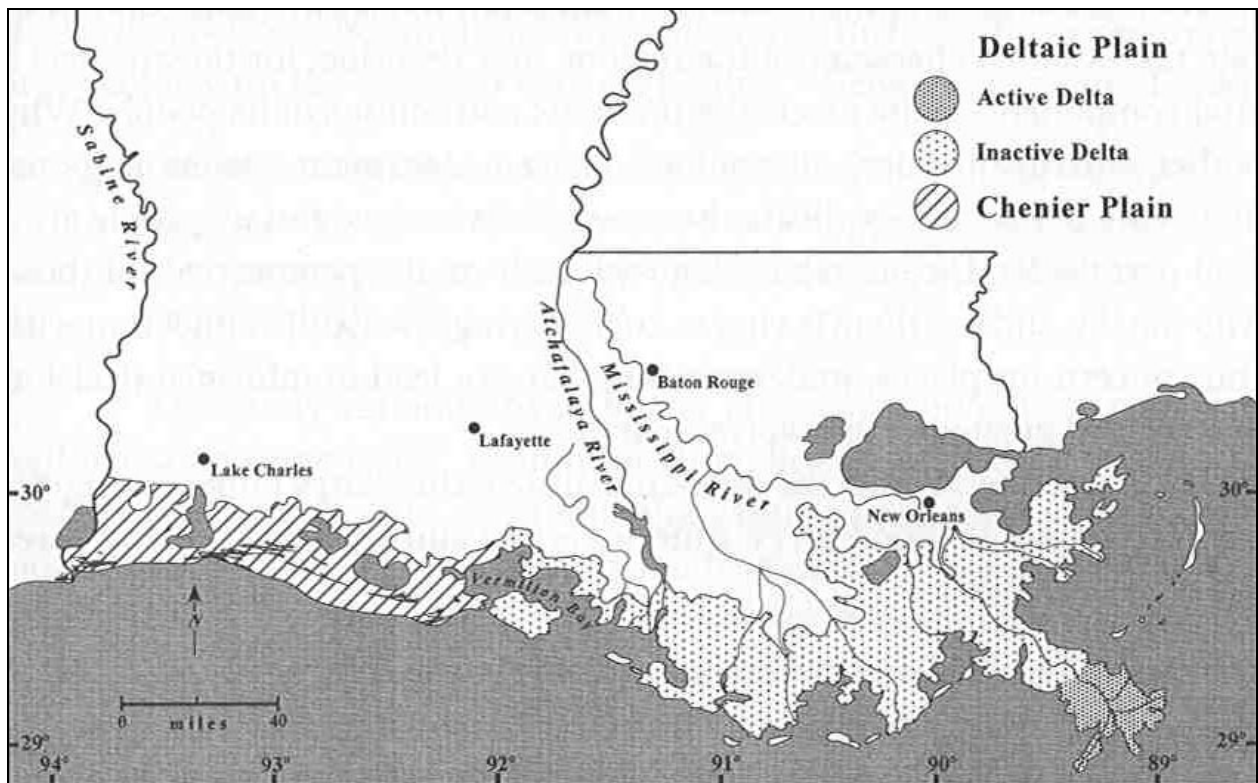 Deltaic Plain
Active Delta
Inactive Delta
Chenier Plain
Sabine River
Atchafalaya River
Mississippi River
Baton Rouge
Lafayette
Lake Charles
New Orleans
30°
30°
Vermilion Bay
N
0 40
miles
29°
29°
94° 93° 92° 91° 90° 89°